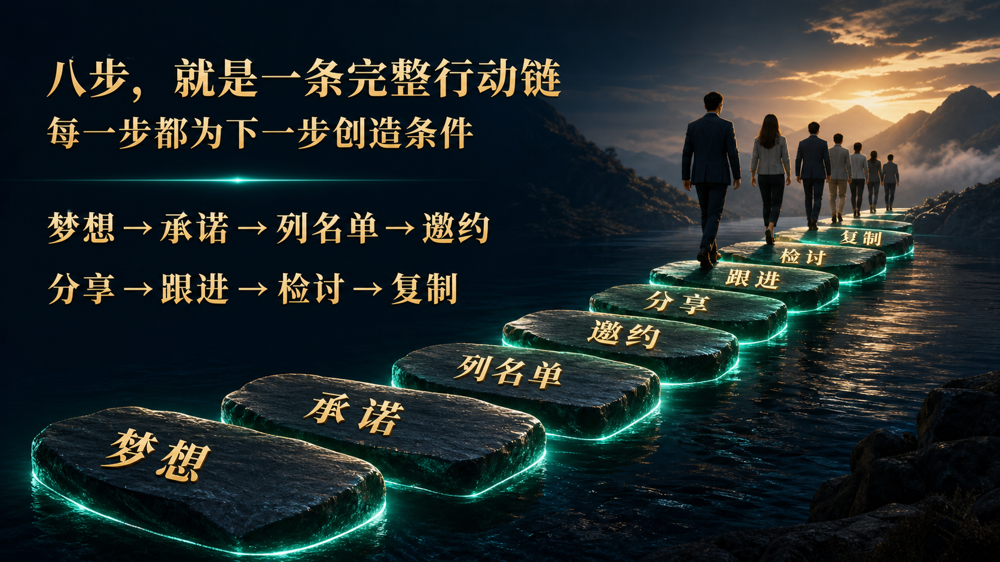 八步，就是一条完整行动链
每一步都为下一步创造条件
梦想→承诺→列名单→邀约
分享→跟进→检讨→复制
复制
检讨
跟进
分享
邀约
列名单
承诺
梦想